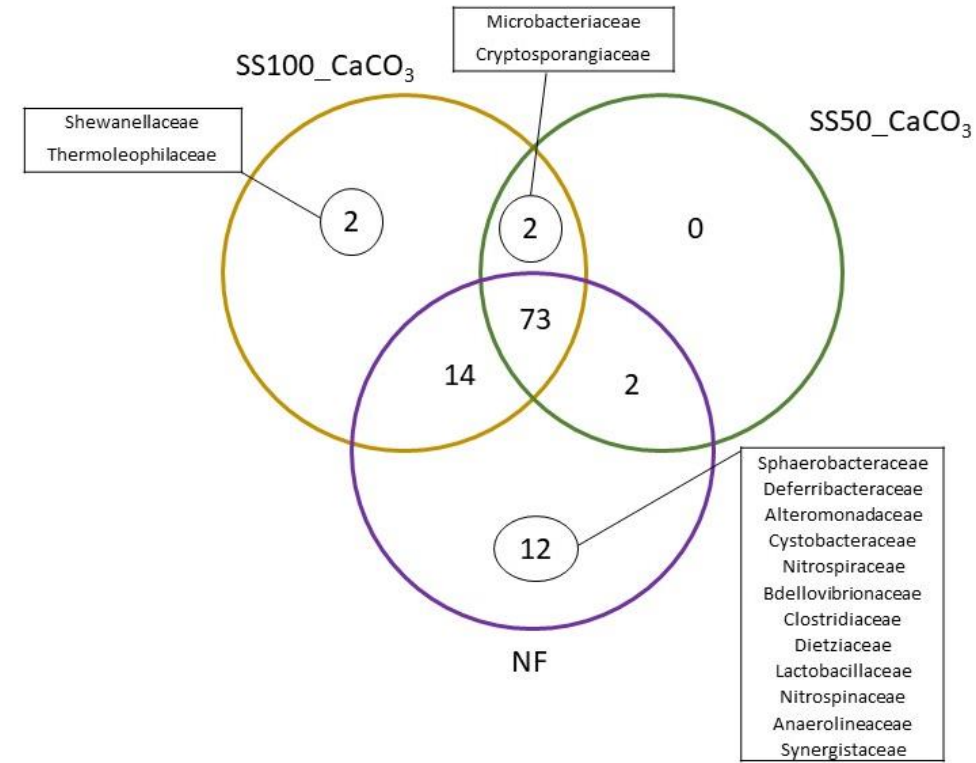 Microbacteriaceae
Cryptosporangiaceae
SS100_CaCO₃
SS50_CaCO₃
Shewanellaceae
Thermoleophilaceae
2
2
0
73
14
2
12
Sphaerobacteraceae
Deferribacteraceae
Alteromonadaceae
Cystobacteraceae
Nitrospiraceae
Bdellovibrionaceae
Clostridiaceae
Dietziaceae
Lactobacillaceae
Nitrospinaceae
Anaerolineaceae
Synergistaceae
NF